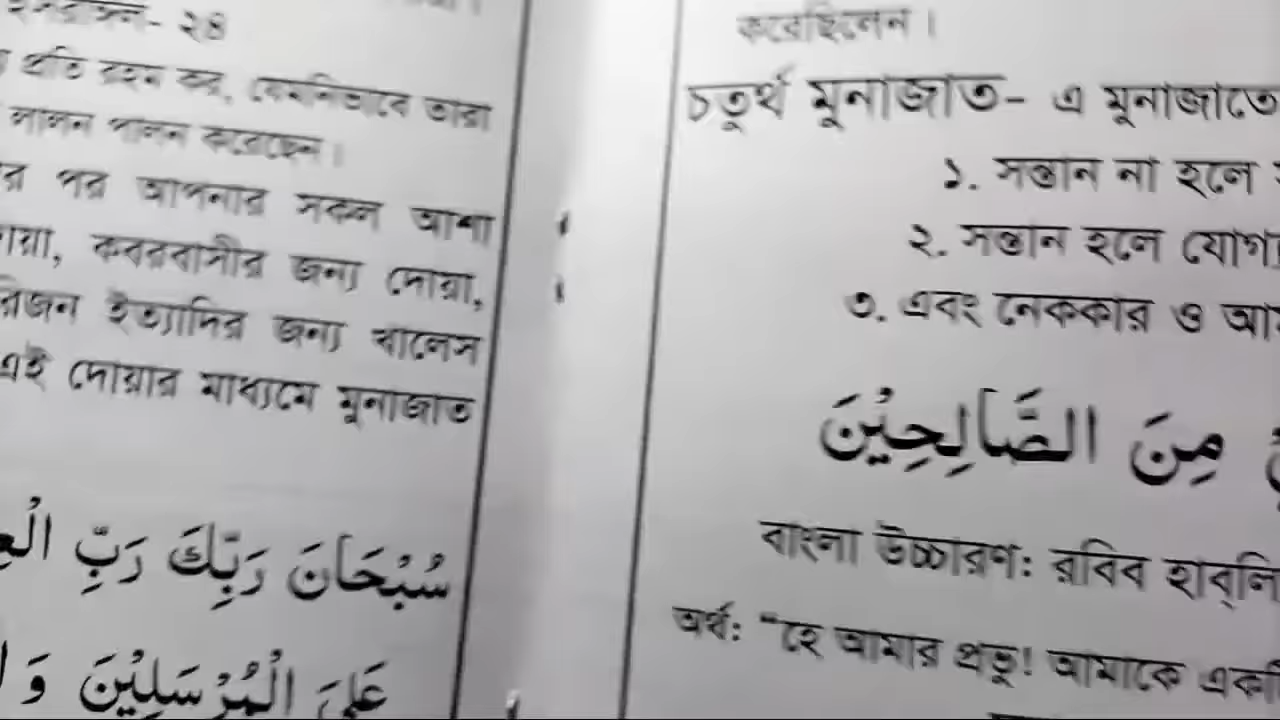 ২৪
প্রতি রহম কর, যেমনিভাবে তারা
লালন পালন করেছেন।
র পর আপনার সকল আশা
কবরবাসীর জন্য দোয়া,
ইত্যাদির জন্য খালেস
এই দোয়ার মাধ্যমে মুনাজাত
سُبْحَانَ رَبِّكَ رَبِّ
عَلَى الْمُرْسَلِيْنَ وَ
করেছিলেন।
চতুর্থ মুনাজাত- এ মুনাজাতে
১. সন্তান না হলে
২. সন্তান হলে
৩. এবং নেককার ও
مِنَ الصَّالِحِيْنَ
বাংলা উচ্চারণ: রবিব হাব্‌লি
অর্থ: “হে আমার প্রভু! আমাকে